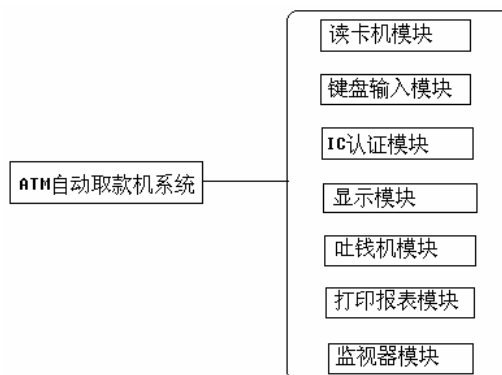 读卡机模块
键盘输入模块
IC认证模块
ATM自动取款机系统
显示模块
吐钱机模块
打印报表模块
监视器模块